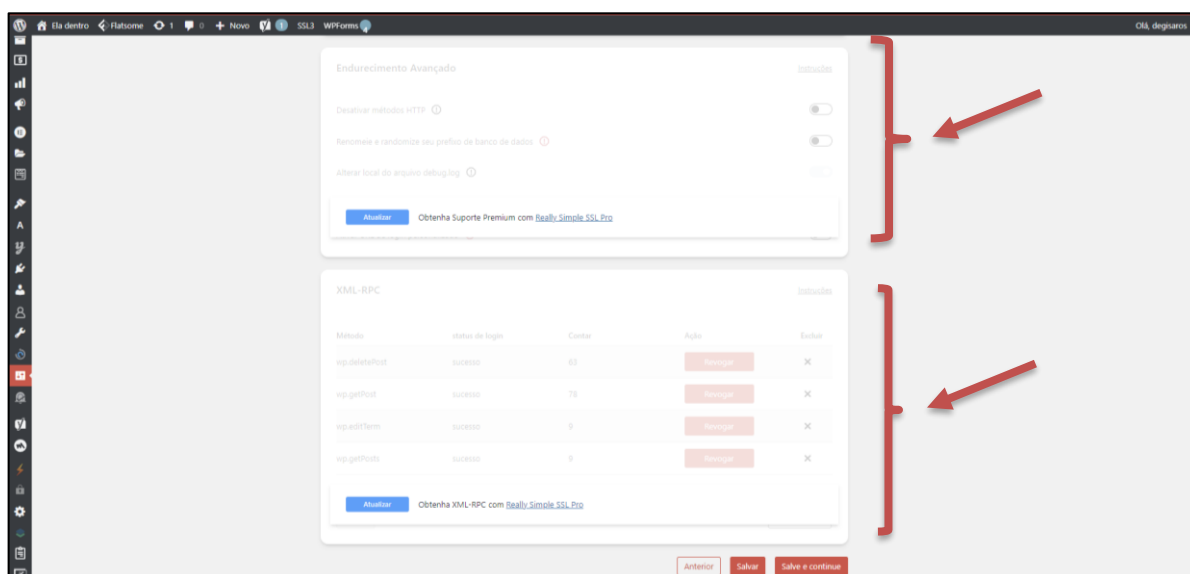 Ela dentro Flatsome 1 0 + Novo 1 SSL3 WPForms Olá, degisaros
Endurecimento Avançado Instruções
Desativar métodos HTTP
Renomeie e randomize seu prefixo de banco de dados
Alterar local do arquivo debug.log
Atualizar Obtenha Suporte Premium com Really Simple SSL Pro
XML-RPC Instruções
Método status de login Contar Ação Excluir
wp.deletePost sucesso 63 Revogar
wp.getPost sucesso 78 Revogar
wp.editTerm sucesso 9 Revogar
wp.getPosts sucesso 9 Revogar
Atualizar Obtenha XML-RPC com Really Simple SSL Pro
Anterior Salvar Salve e continue